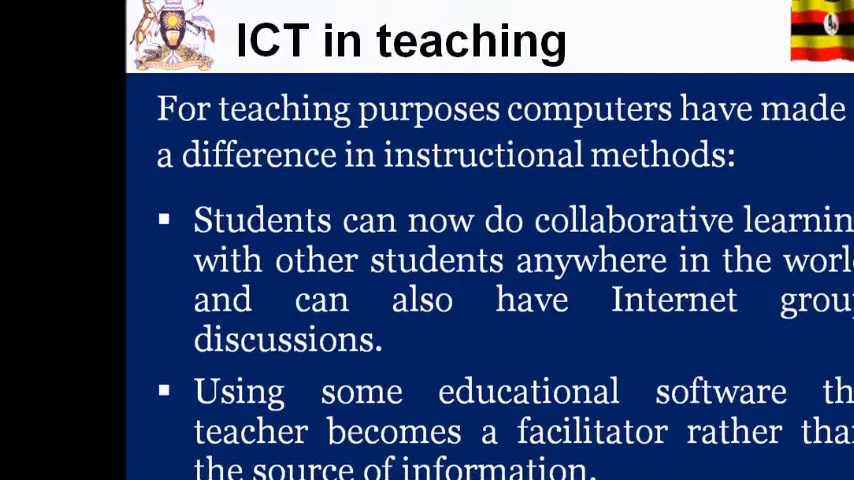 ICT in teaching
For teaching purposes computers have made
a difference in instructional methods:
▪ Students can now do collaborative learnin
with other students anywhere in the worl
and can also have Internet grou
discussions.
▪ Using some educational software th
teacher becomes a facilitator rather tha
the source of information.